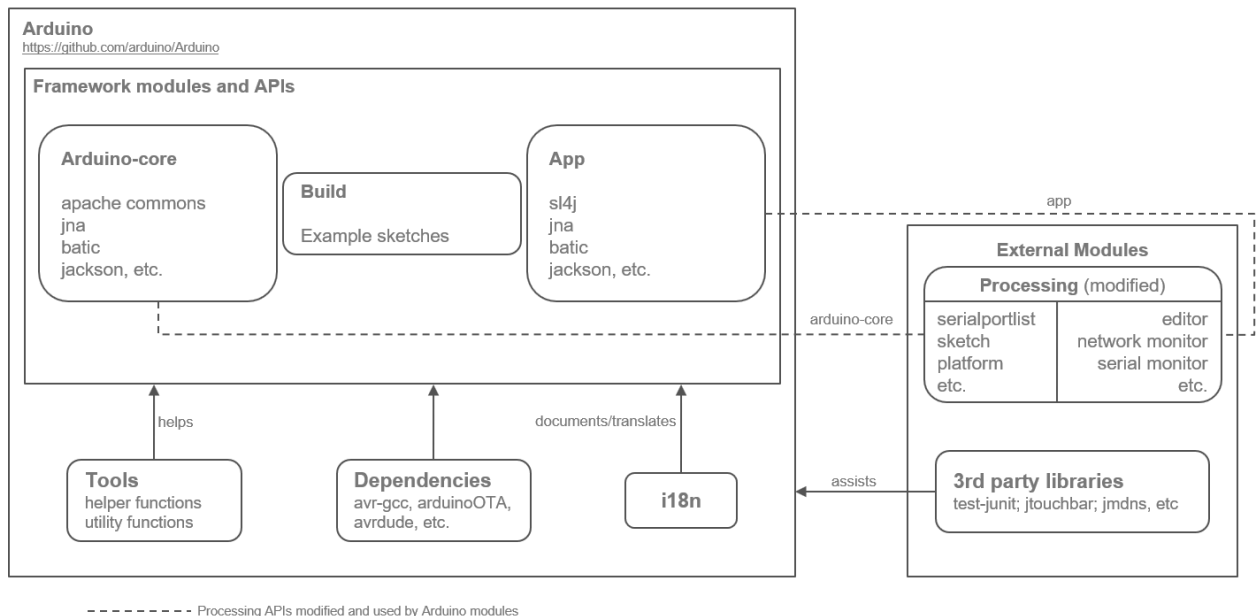 Arduino
https://github.com/arduino/Arduino
Framework modules and APIs
Arduino-core
apache commons
jna
batic
jackson, etc.
Build
Example sketches
App
sl4j
jna
batic
jackson, etc.
app
External Modules
Processing (modified)
arduino-core
serialportlist
sketch
platform
etc.
editor
network monitor
serial monitor
etc.
helps
documents/translates
Tools
helper functions
utility functions
Dependencies
avr-gcc, arduinoOTA,
avrdude, etc.
i18n
assists
3rd party libraries
test-junit; jtouchbar; jmdns, etc
Processing APIs modified and used by Arduino modules